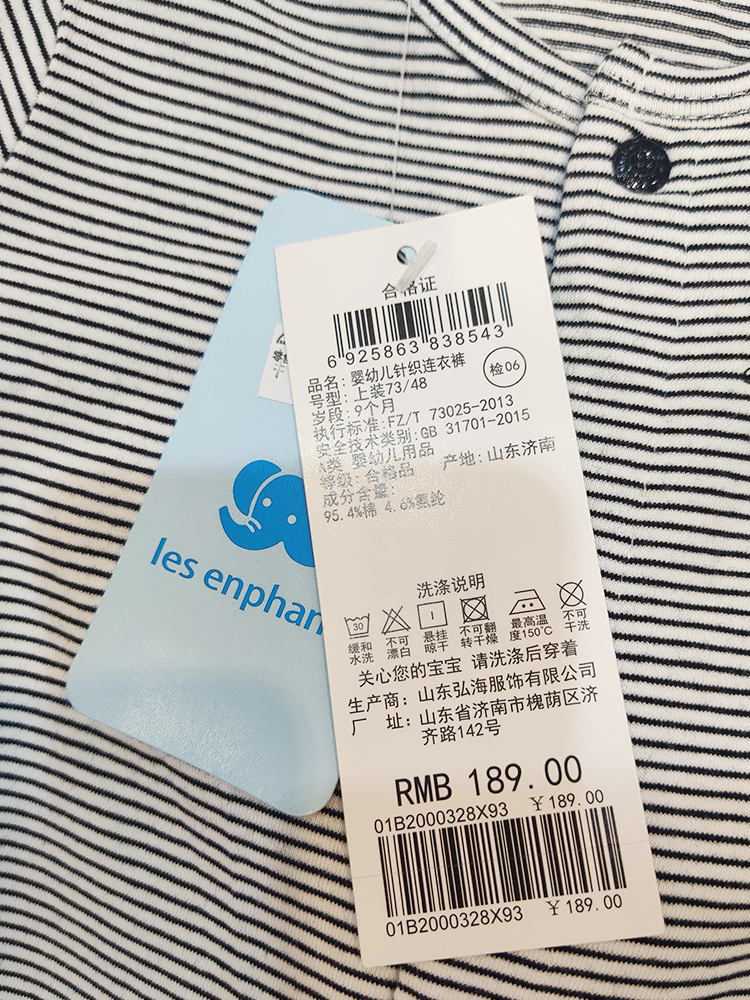 合格证
6 925863 838543
品名:婴幼儿针织连衣裤
检06
号型:上装73/48
岁段:9个月
执行标准:FZ/T 73025-2013
安全技术类别:GB 31701-2015
A类 婴幼儿用品
等级:合格品 产地:山东济南
成分含量:
95.4%棉 4.6%氨纶
洗涤说明
30
缓和水洗
不可漂白
悬挂晾干
不可翻转干燥
最高温度150℃
不可干洗
关心您的宝宝 请洗涤后穿着
生产商:山东弘海服饰有限公司
厂 址:山东省济南市槐荫区济
齐路142号
RMB 189.00
01B2000328X93 ¥189.00
01B2000328X93 ¥189.00
les enphan